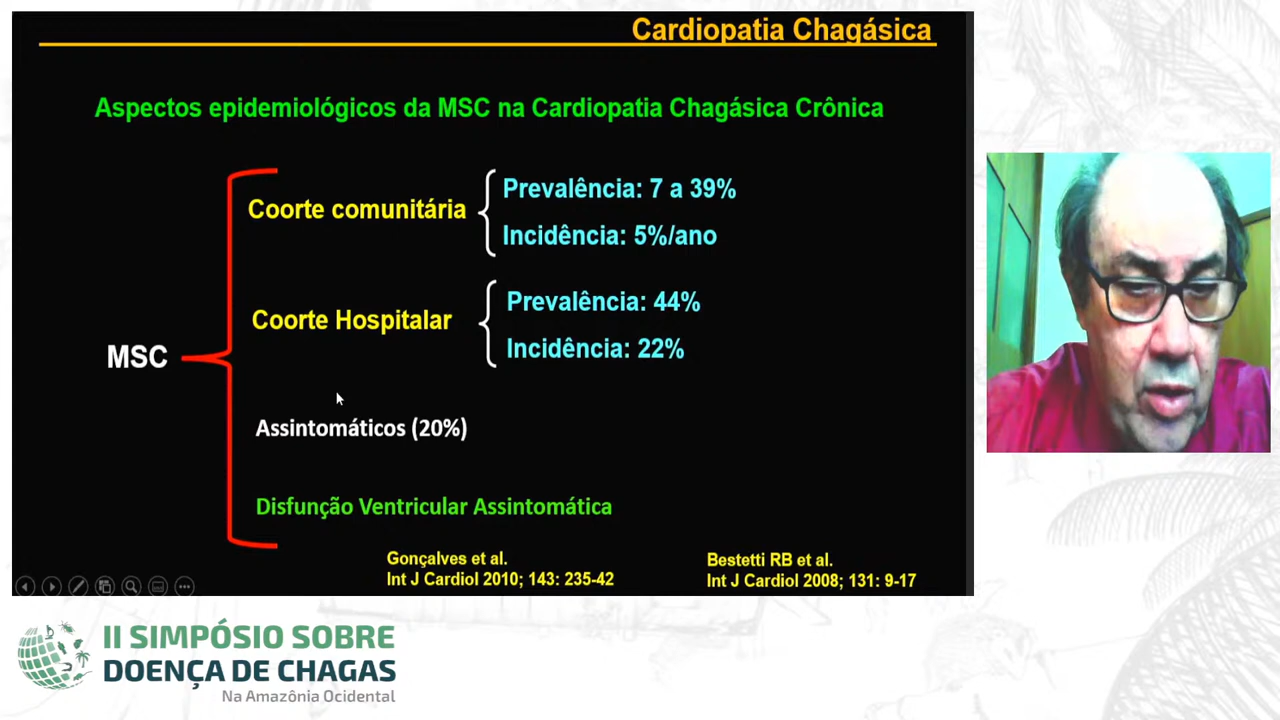 Cardiopatia Chagásica
Aspectos epidemiológicos da MSC na Cardiopatia Chagásica Crônica
MSC
Coorte comunitária
Prevalência: 7 a 39%
Incidência: 5%/ano
Coorte Hospitalar
Prevalência: 44%
Incidência: 22%
Assintomáticos (20%)
Disfunção Ventricular Assintomática
Gonçalves et al.
Int J Cardiol 2010; 143: 235-42
Bestetti RB et al.
Int J Cardiol 2008; 131: 9-17
II SIMPÓSIO SOBRE
DOENÇA DE CHAGAS
Na Amazônia Ocidental